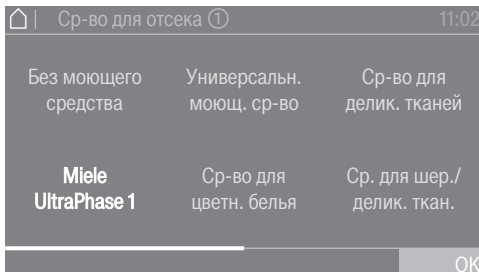 Ср-во для отсека ① 11:02
Без моющего средства
Универсальн. моющ. ср-во
Ср-во для делик. тканей
Miele UltraPhase 1
Ср-во для цветн. белья
Ср. для шер./ делик. ткан.
OK